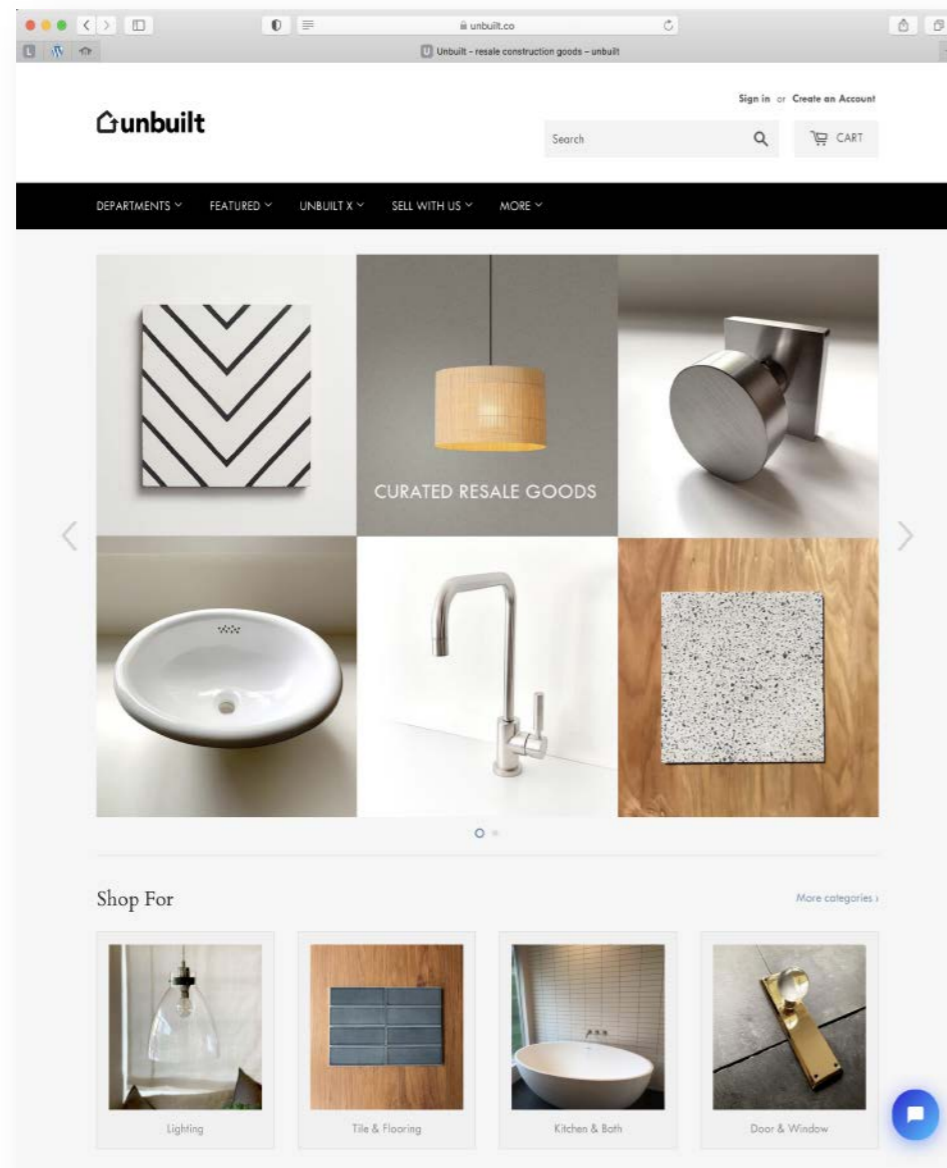 unbuilt.co
Unbuilt - resale construction goods – unbuilt
Sign in or Create an Account
unbuilt
Search
CART
DEPARTMENTS
FEATURED
UNBUILT X
SELL WITH US
MORE
CURATED RESALE GOODS
Shop For
More categories ›
Lighting
Tile & Flooring
Kitchen & Bath
Door & Window